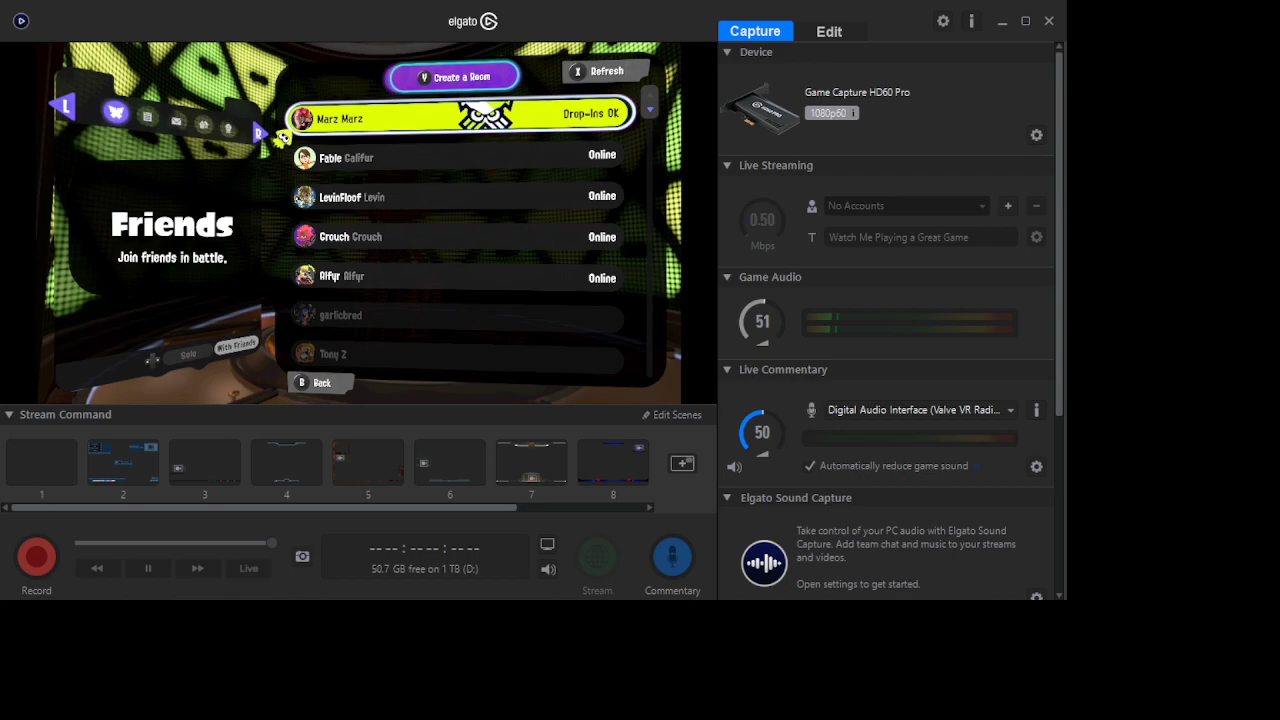 elgato
Capture
Edit
L
R
Y Create a Room
X Refresh
Marz Marz
Drop-Ins OK
Fable Califur
Online
LevinFloof Levin
Online
Crouch Crouch
Online
Alfyr Alfyr
Online
garlicbred
Tony Z
Friends
Join friends in battle.
Solo
With Friends
B Back
Device
Game Capture HD60 Pro
1080p60
Live Streaming
0.50
Mbps
No Accounts
T Watch Me Playing a Great Game
Game Audio
51
Live Commentary
50
Digital Audio Interface (Valve VR Radi...
Automatically reduce game sound
Elgato Sound Capture
Take control of your PC audio with Elgato Sound
Capture. Add team chat and music to your streams
and videos.
Open settings to get started.
Stream Command
Edit Scenes
1 2 3 4 5 6 7 8
Record
Live
---- : ---- : ----
50.7 GB free on 1 TB (D:)
Stream
Commentary